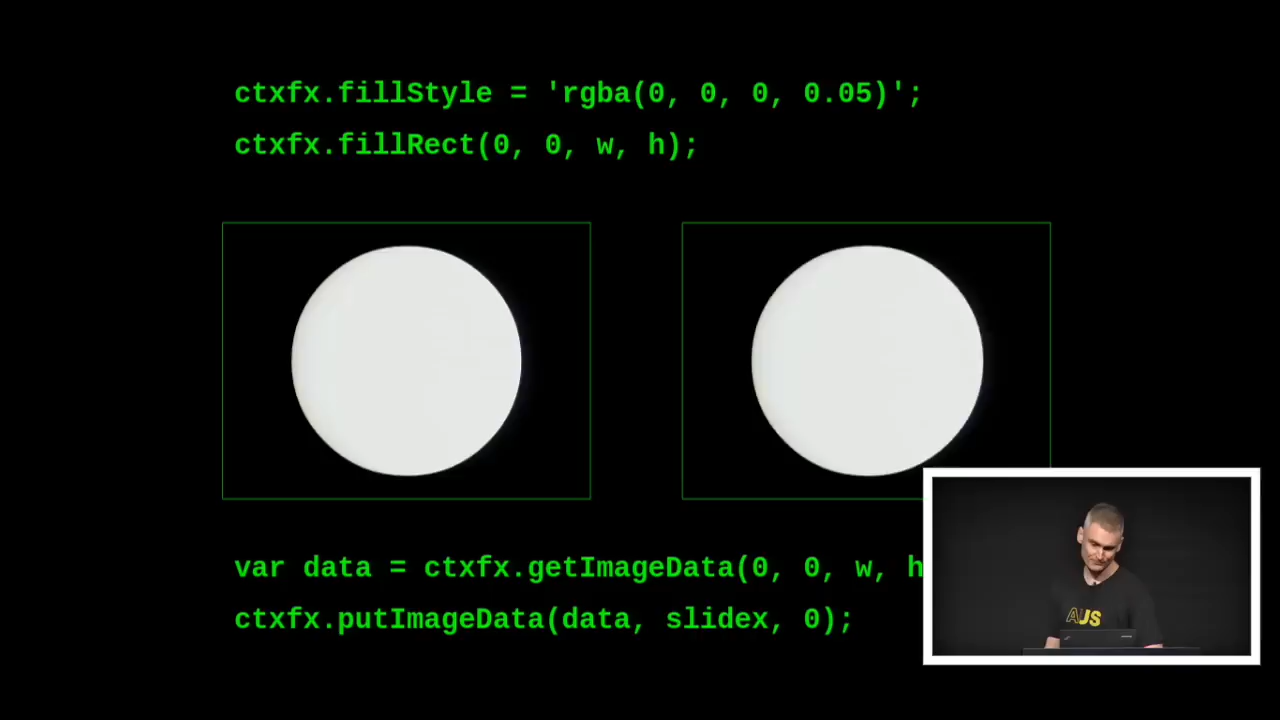 ctxfx.fillStyle = 'rgba(0, 0, 0, 0.05)';
ctxfx.fillRect(0, 0, w, h);
var data = ctxfx.getImageData(0, 0, w, h
ctxfx.putImageData(data, slidex, 0);
AUS